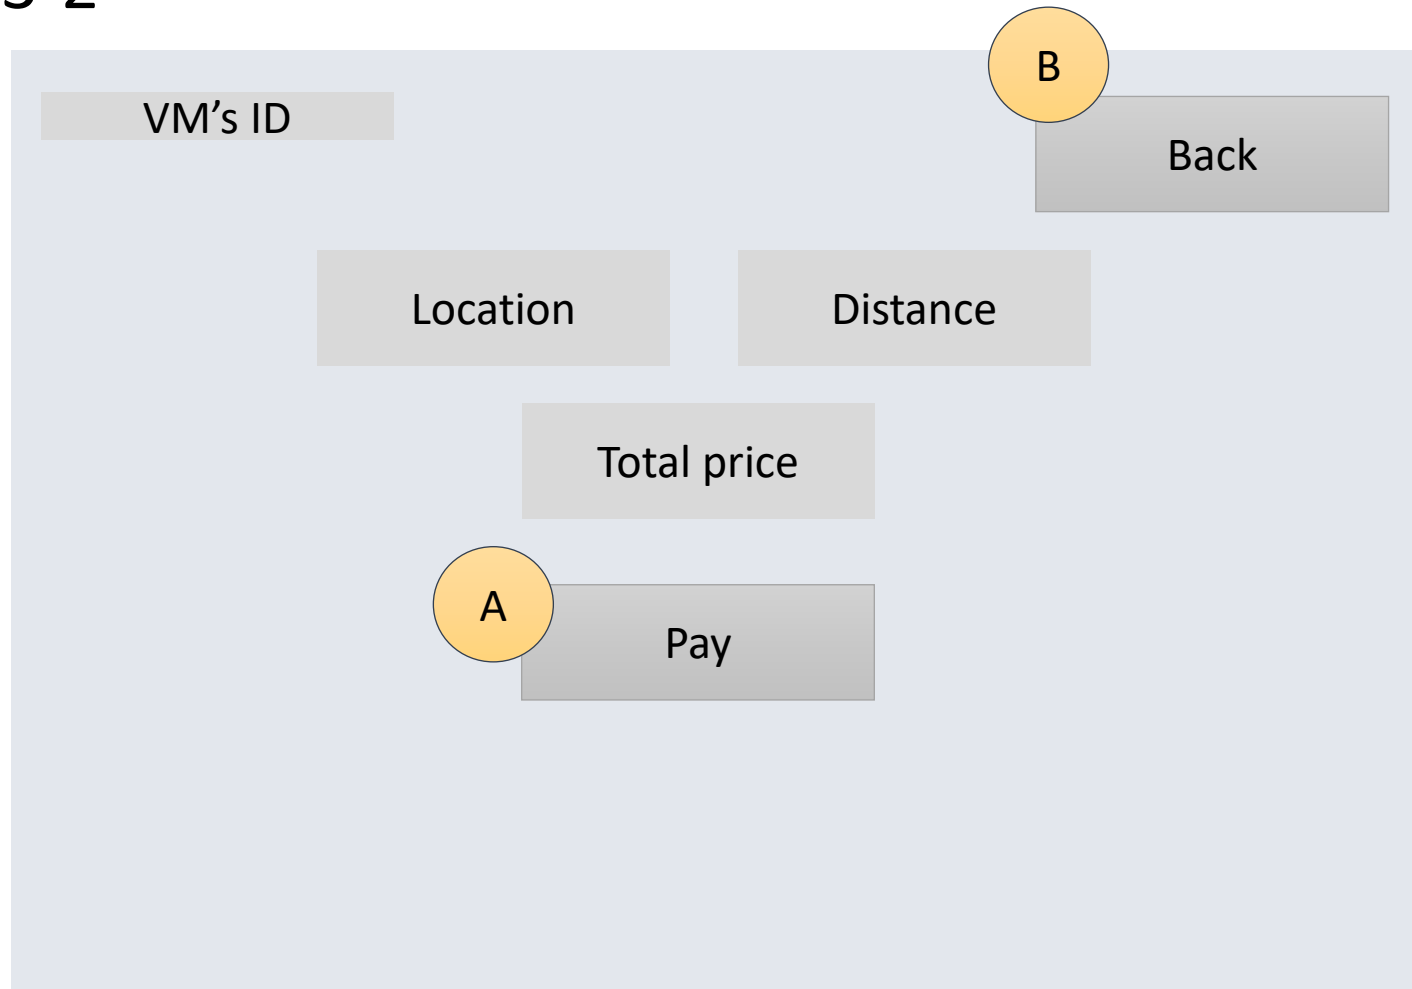 B
VM’s ID
Back
Location
Distance
Total price
A
Pay